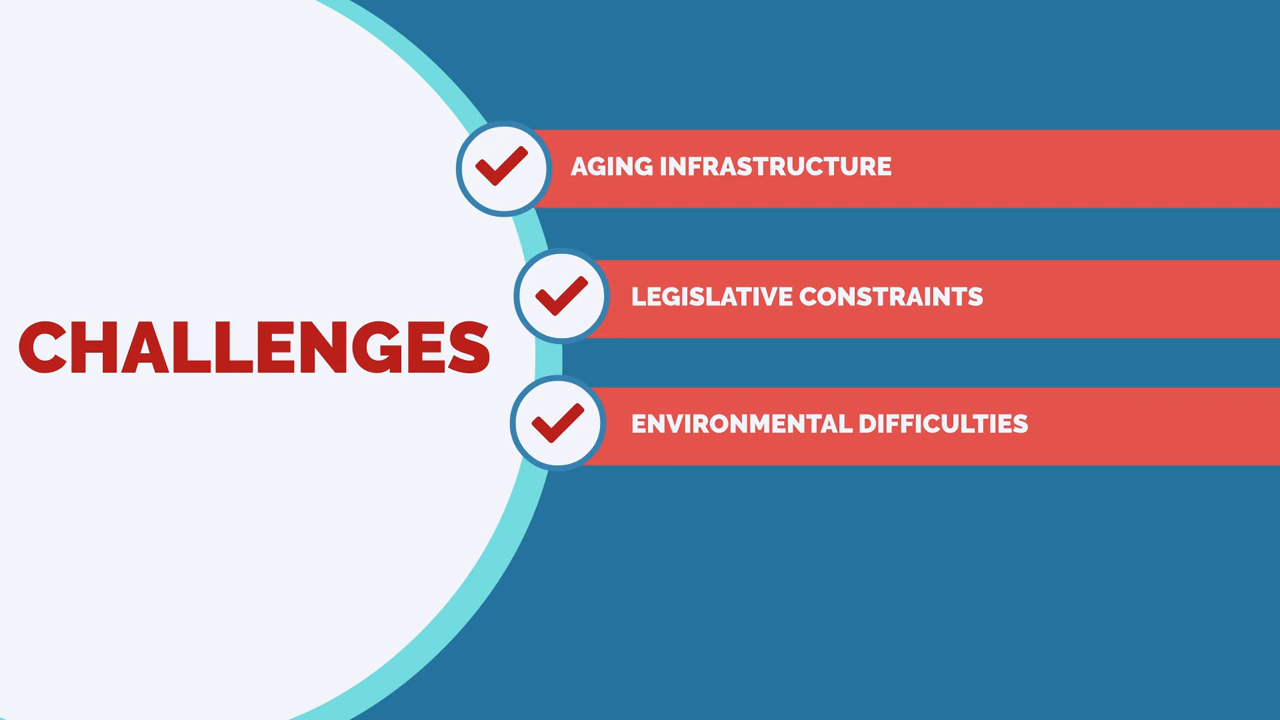 CHALLENGES
AGING INFRASTRUCTURE
LEGISLATIVE CONSTRAINTS
ENVIRONMENTAL DIFFICULTIES